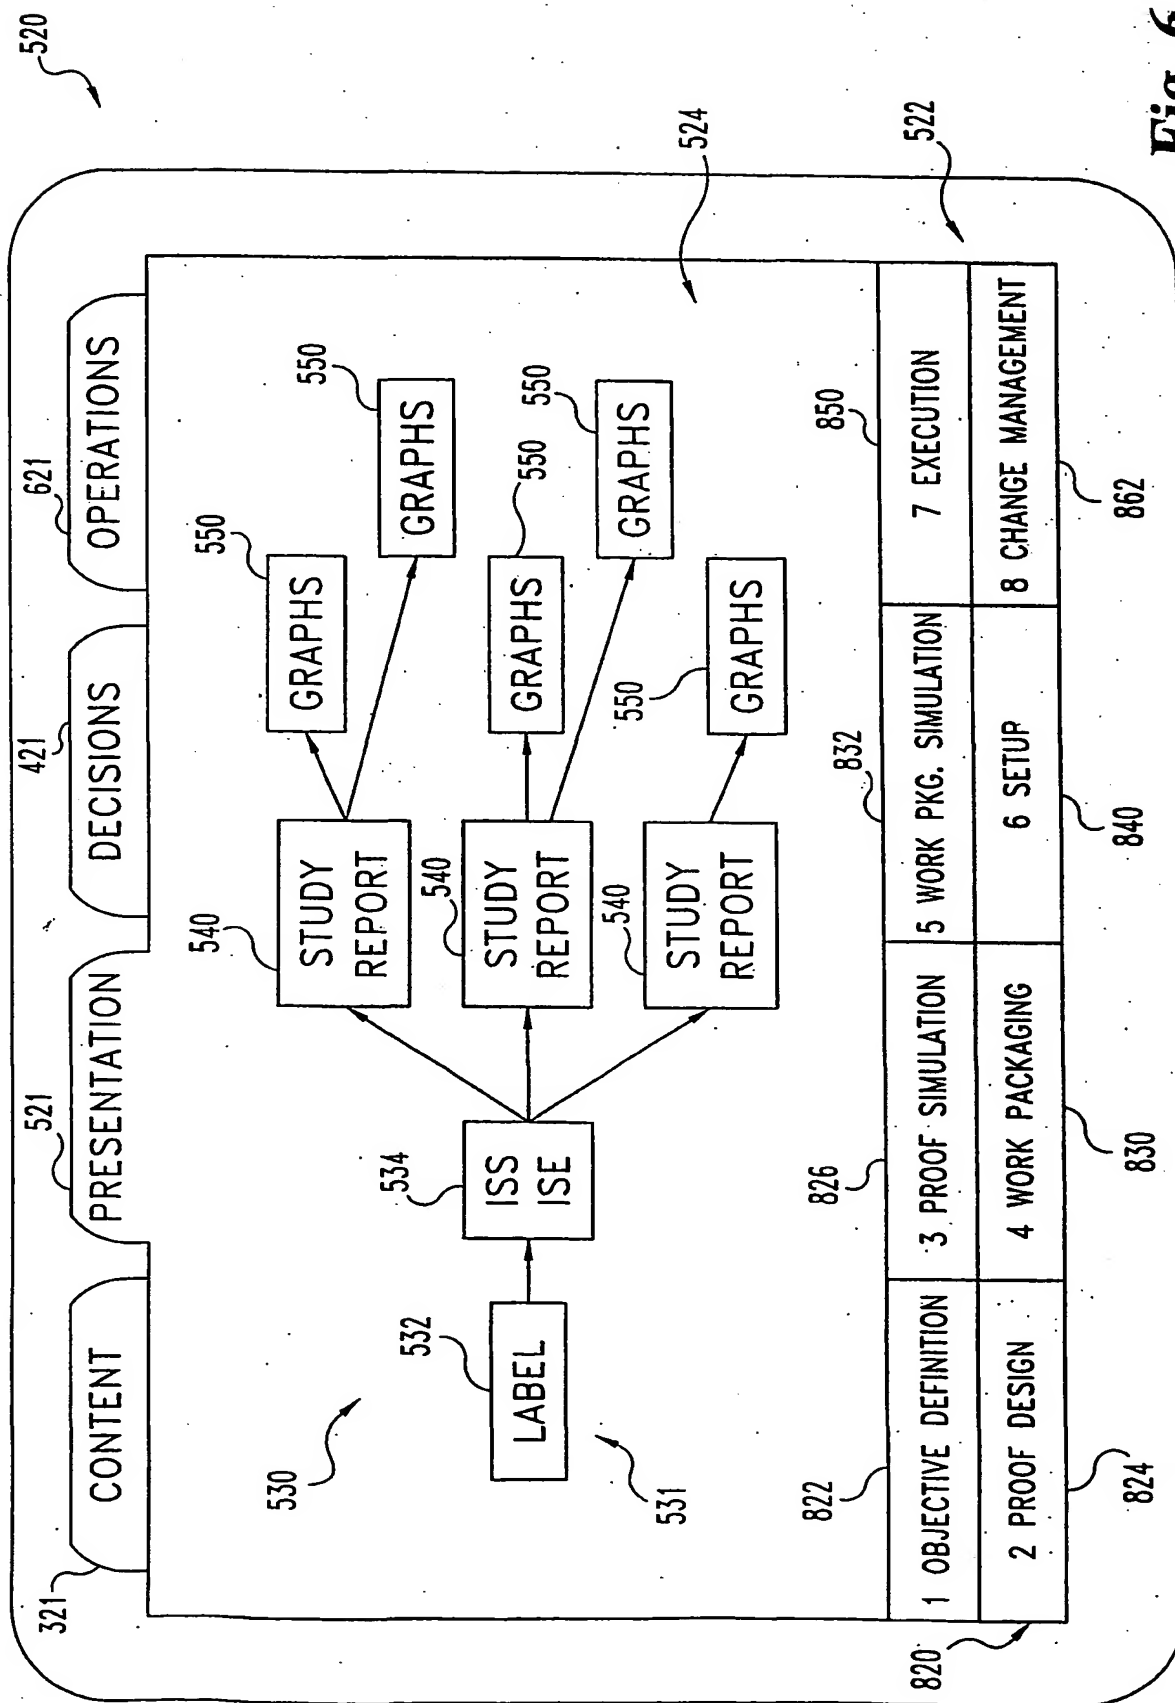 520
321
CONTENT
521
PRESENTATION
421
DECISIONS
621
OPERATIONS
530
532
LABEL
531
534
ISS
ISE
540
STUDY
REPORT
540
STUDY
REPORT
540
STUDY
REPORT
550
GRAPHS
550
GRAPHS
550
GRAPHS
550
GRAPHS
550
GRAPHS
524
522
822
826
832
850
1 OBJECTIVE DEFINITION
3 PROOF SIMULATION
5 WORK PKG. SIMULATION
7 EXECUTION
2 PROOF DESIGN
4 WORK PACKAGING
6 SETUP
8 CHANGE MANAGEMENT
820
824
830
840
862
Fig. 6